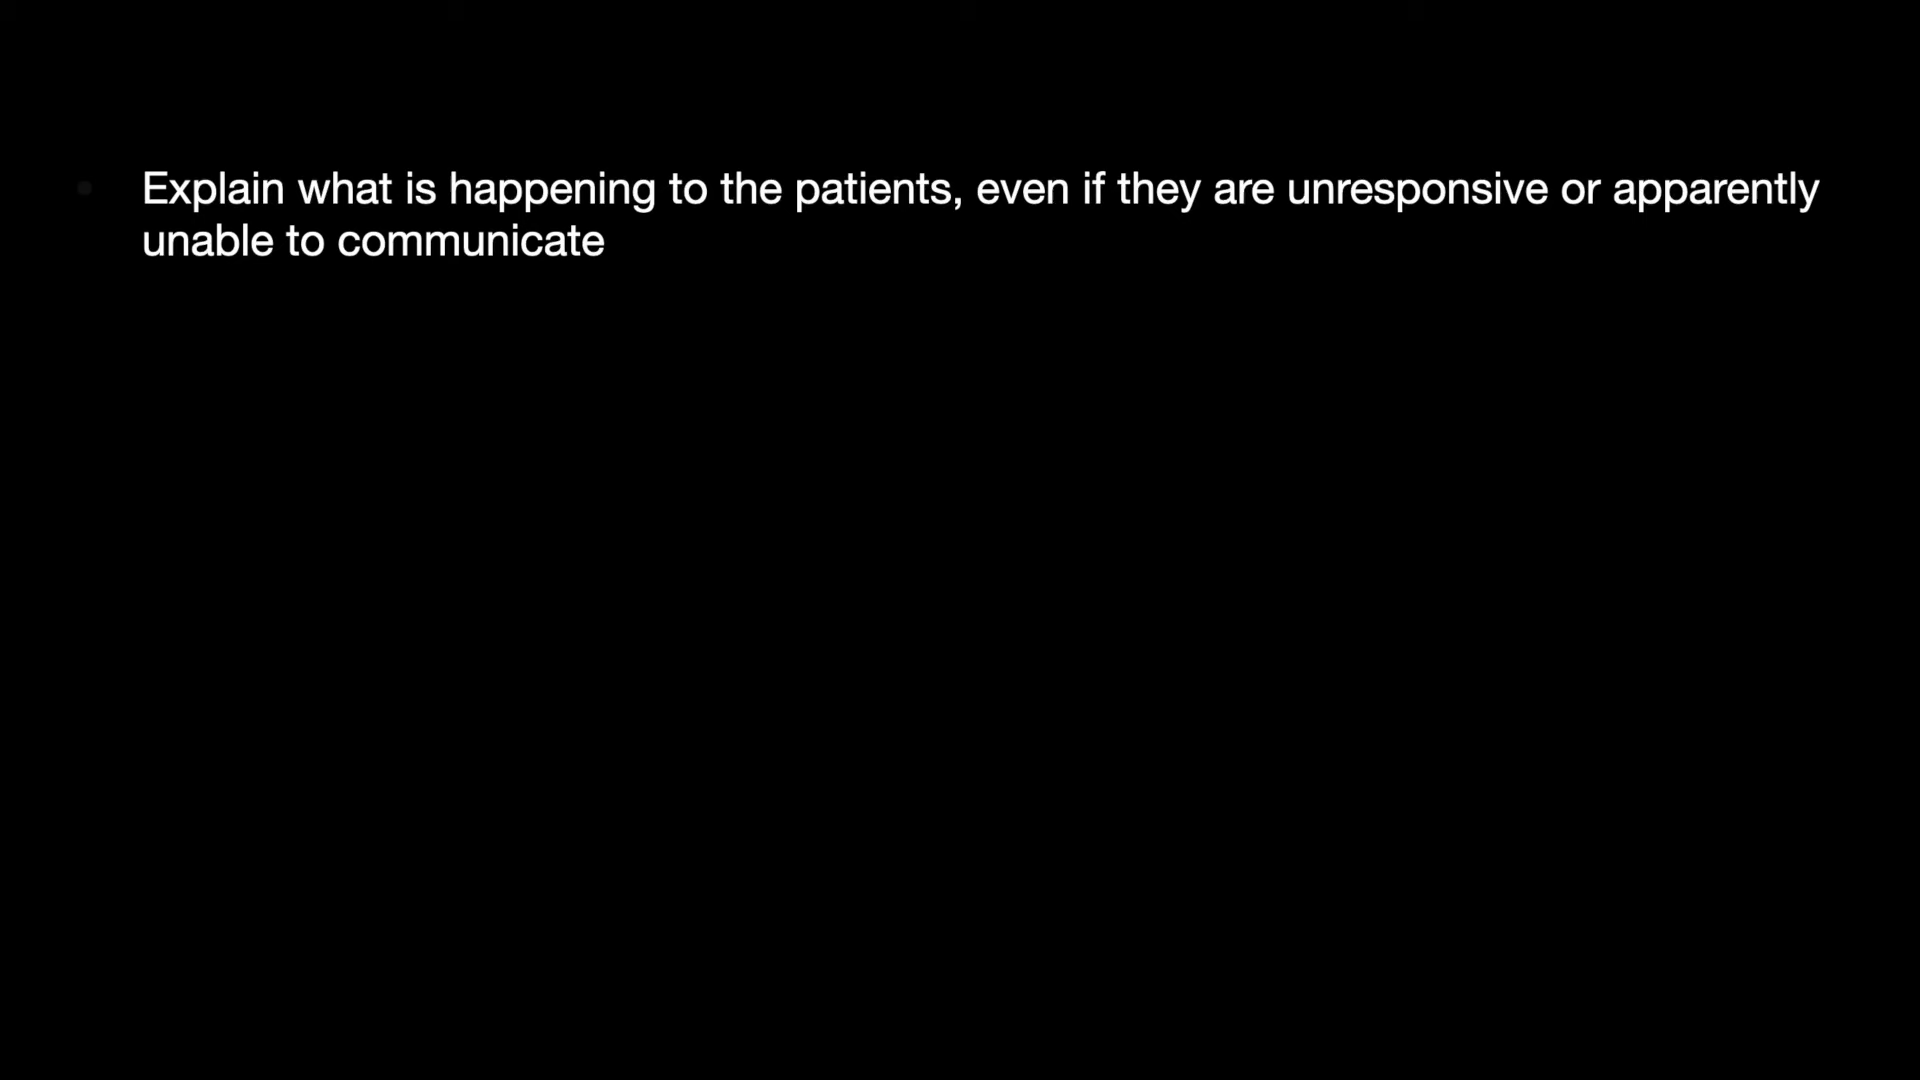 Explain what is happening to the patients, even if they are unresponsive or apparently
unable to communicate